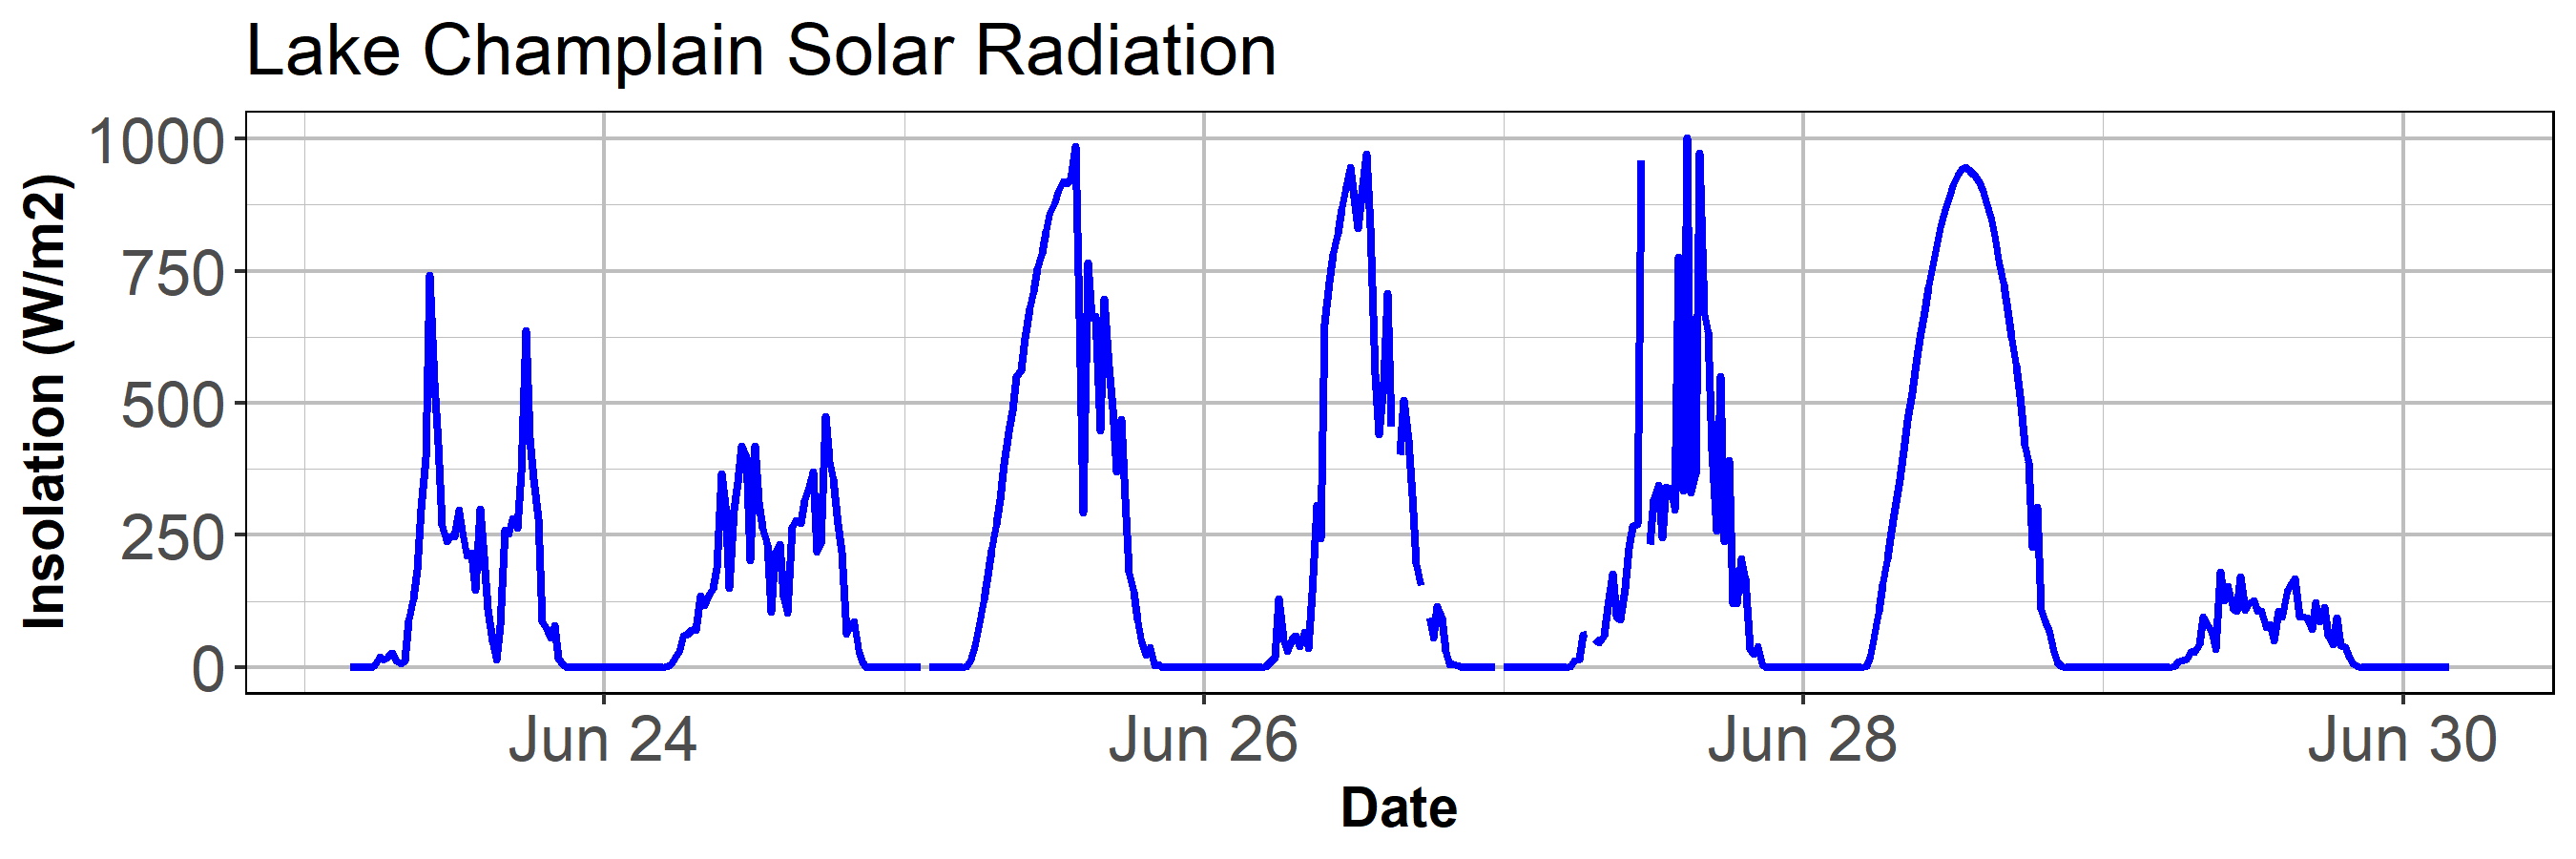 Lake Champlain Solar Radiation
Insolation (W/m2)
1000
750
500
250
0
Jun 24
Jun 26
Jun 28
Jun 30
Date